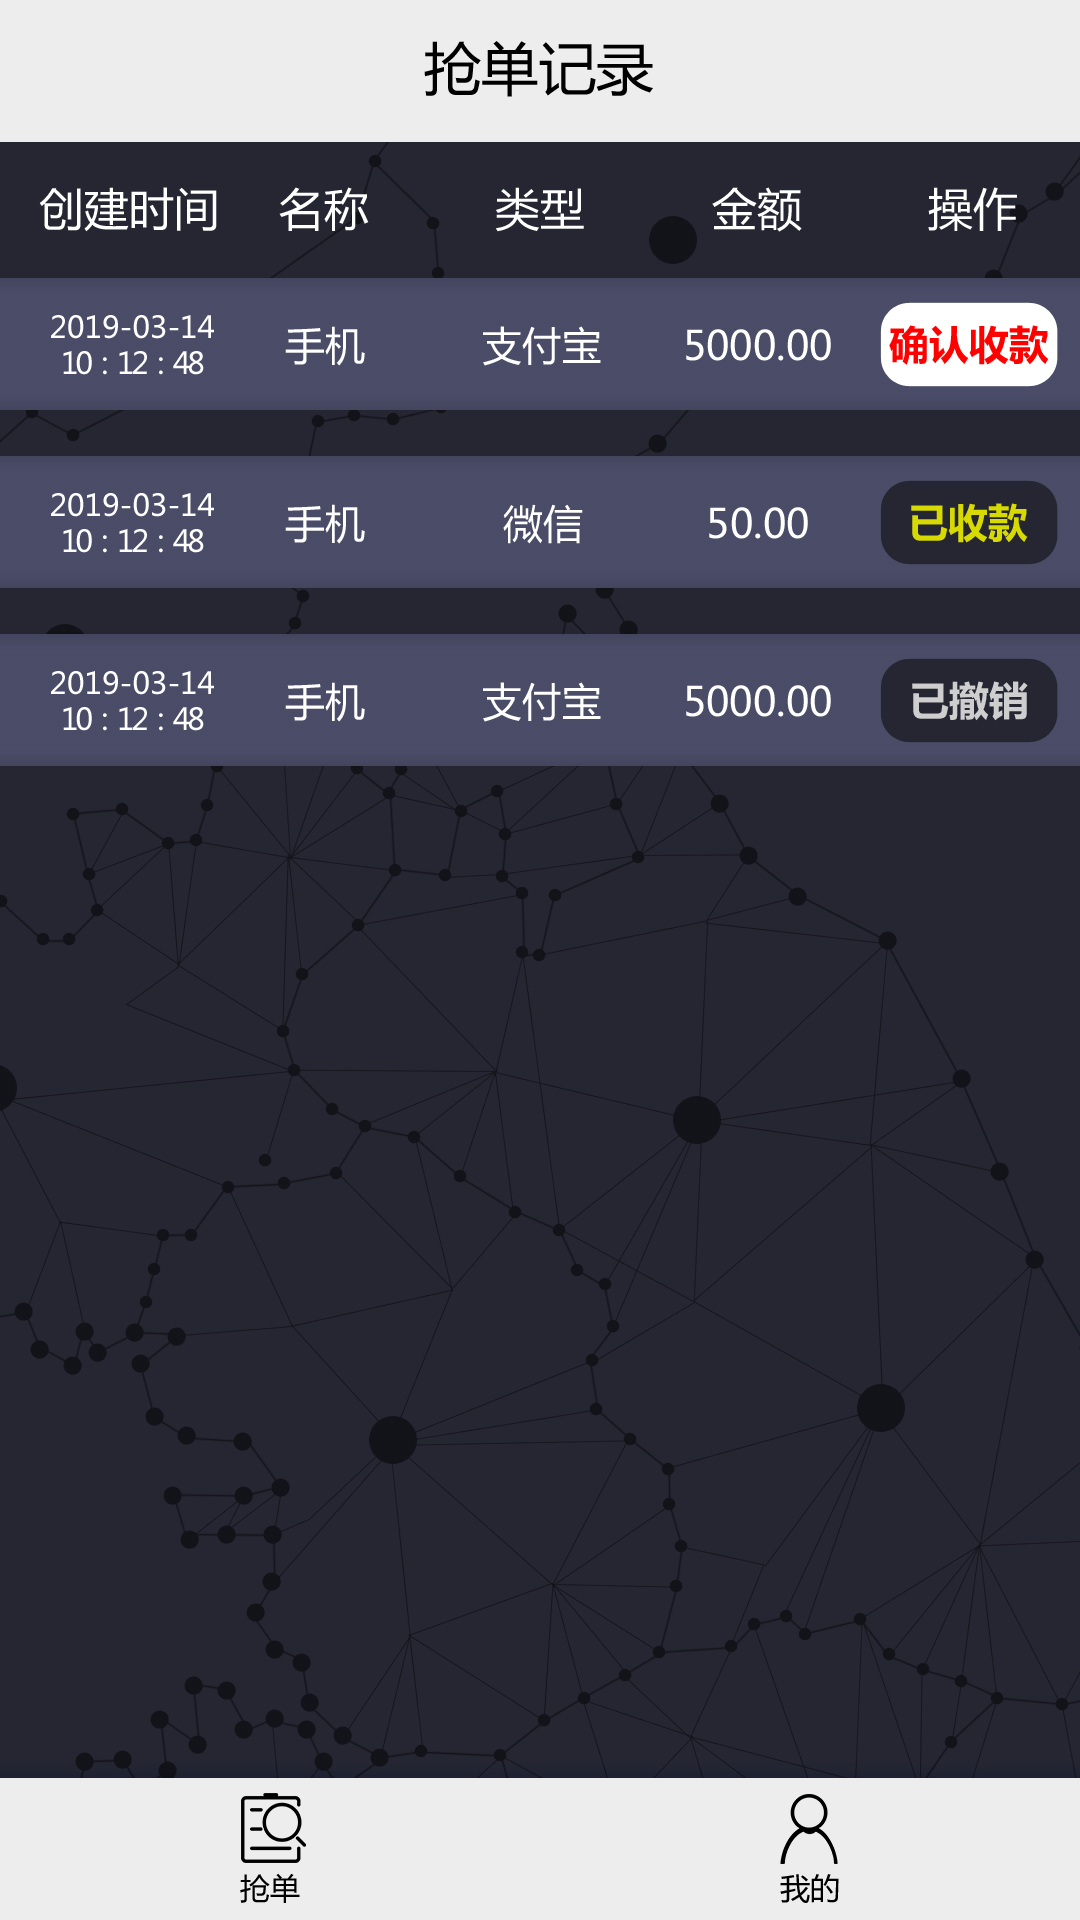 抢单记录
创建时间 名称 类型 金额 操作
2019-03-14
10 : 12 : 48
手机 支付宝 5000.00 确认收款
2019-03-14
10 : 12 : 48
手机 微信 50.00 已收款
2019-03-14
10 : 12 : 48
手机 支付宝 5000.00 已撤销
抢单 我的